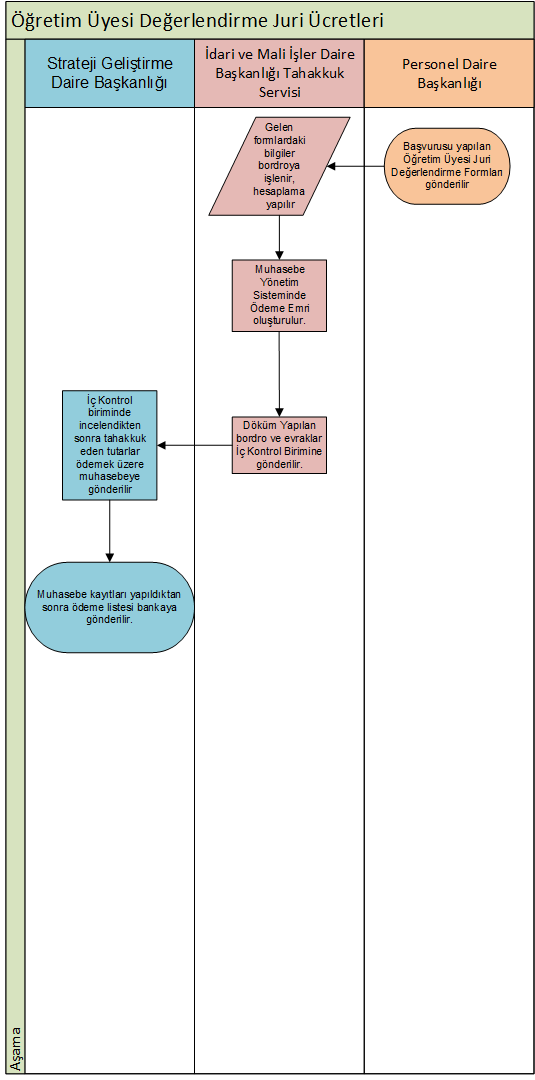 Öğretim Üyesi Değerlendirme Juri Ücretleri
Strateji Geliştirme
Daire Başkanlığı
İdari ve Mali İşler Daire
Başkanlığı Tahakkuk
Servisi
Personel Daire
Başkanlığı
Gelen
formlardaki
bilgiler
bordroya
işlenir,
hesaplama
yapılır
Başvurusu yapılan
Öğretim Üyesi Juri
Değerlendirme Formları
gönderilir
Muhasebe
Yönetim
Sisteminde
Ödeme Emri
oluşturulur.
İç Kontrol
biriminde
incelendikten
sonra tahakkuk
eden tutarlar
ödemek üzere
muhasebeye
gönderilir
Döküm Yapılan
bordro ve evraklar
İç Kontrol Birimine
gönderilir.
Muhasebe kayıtları yapıldıktan
sonra ödeme listesi bankaya
gönderilir.
Aşama